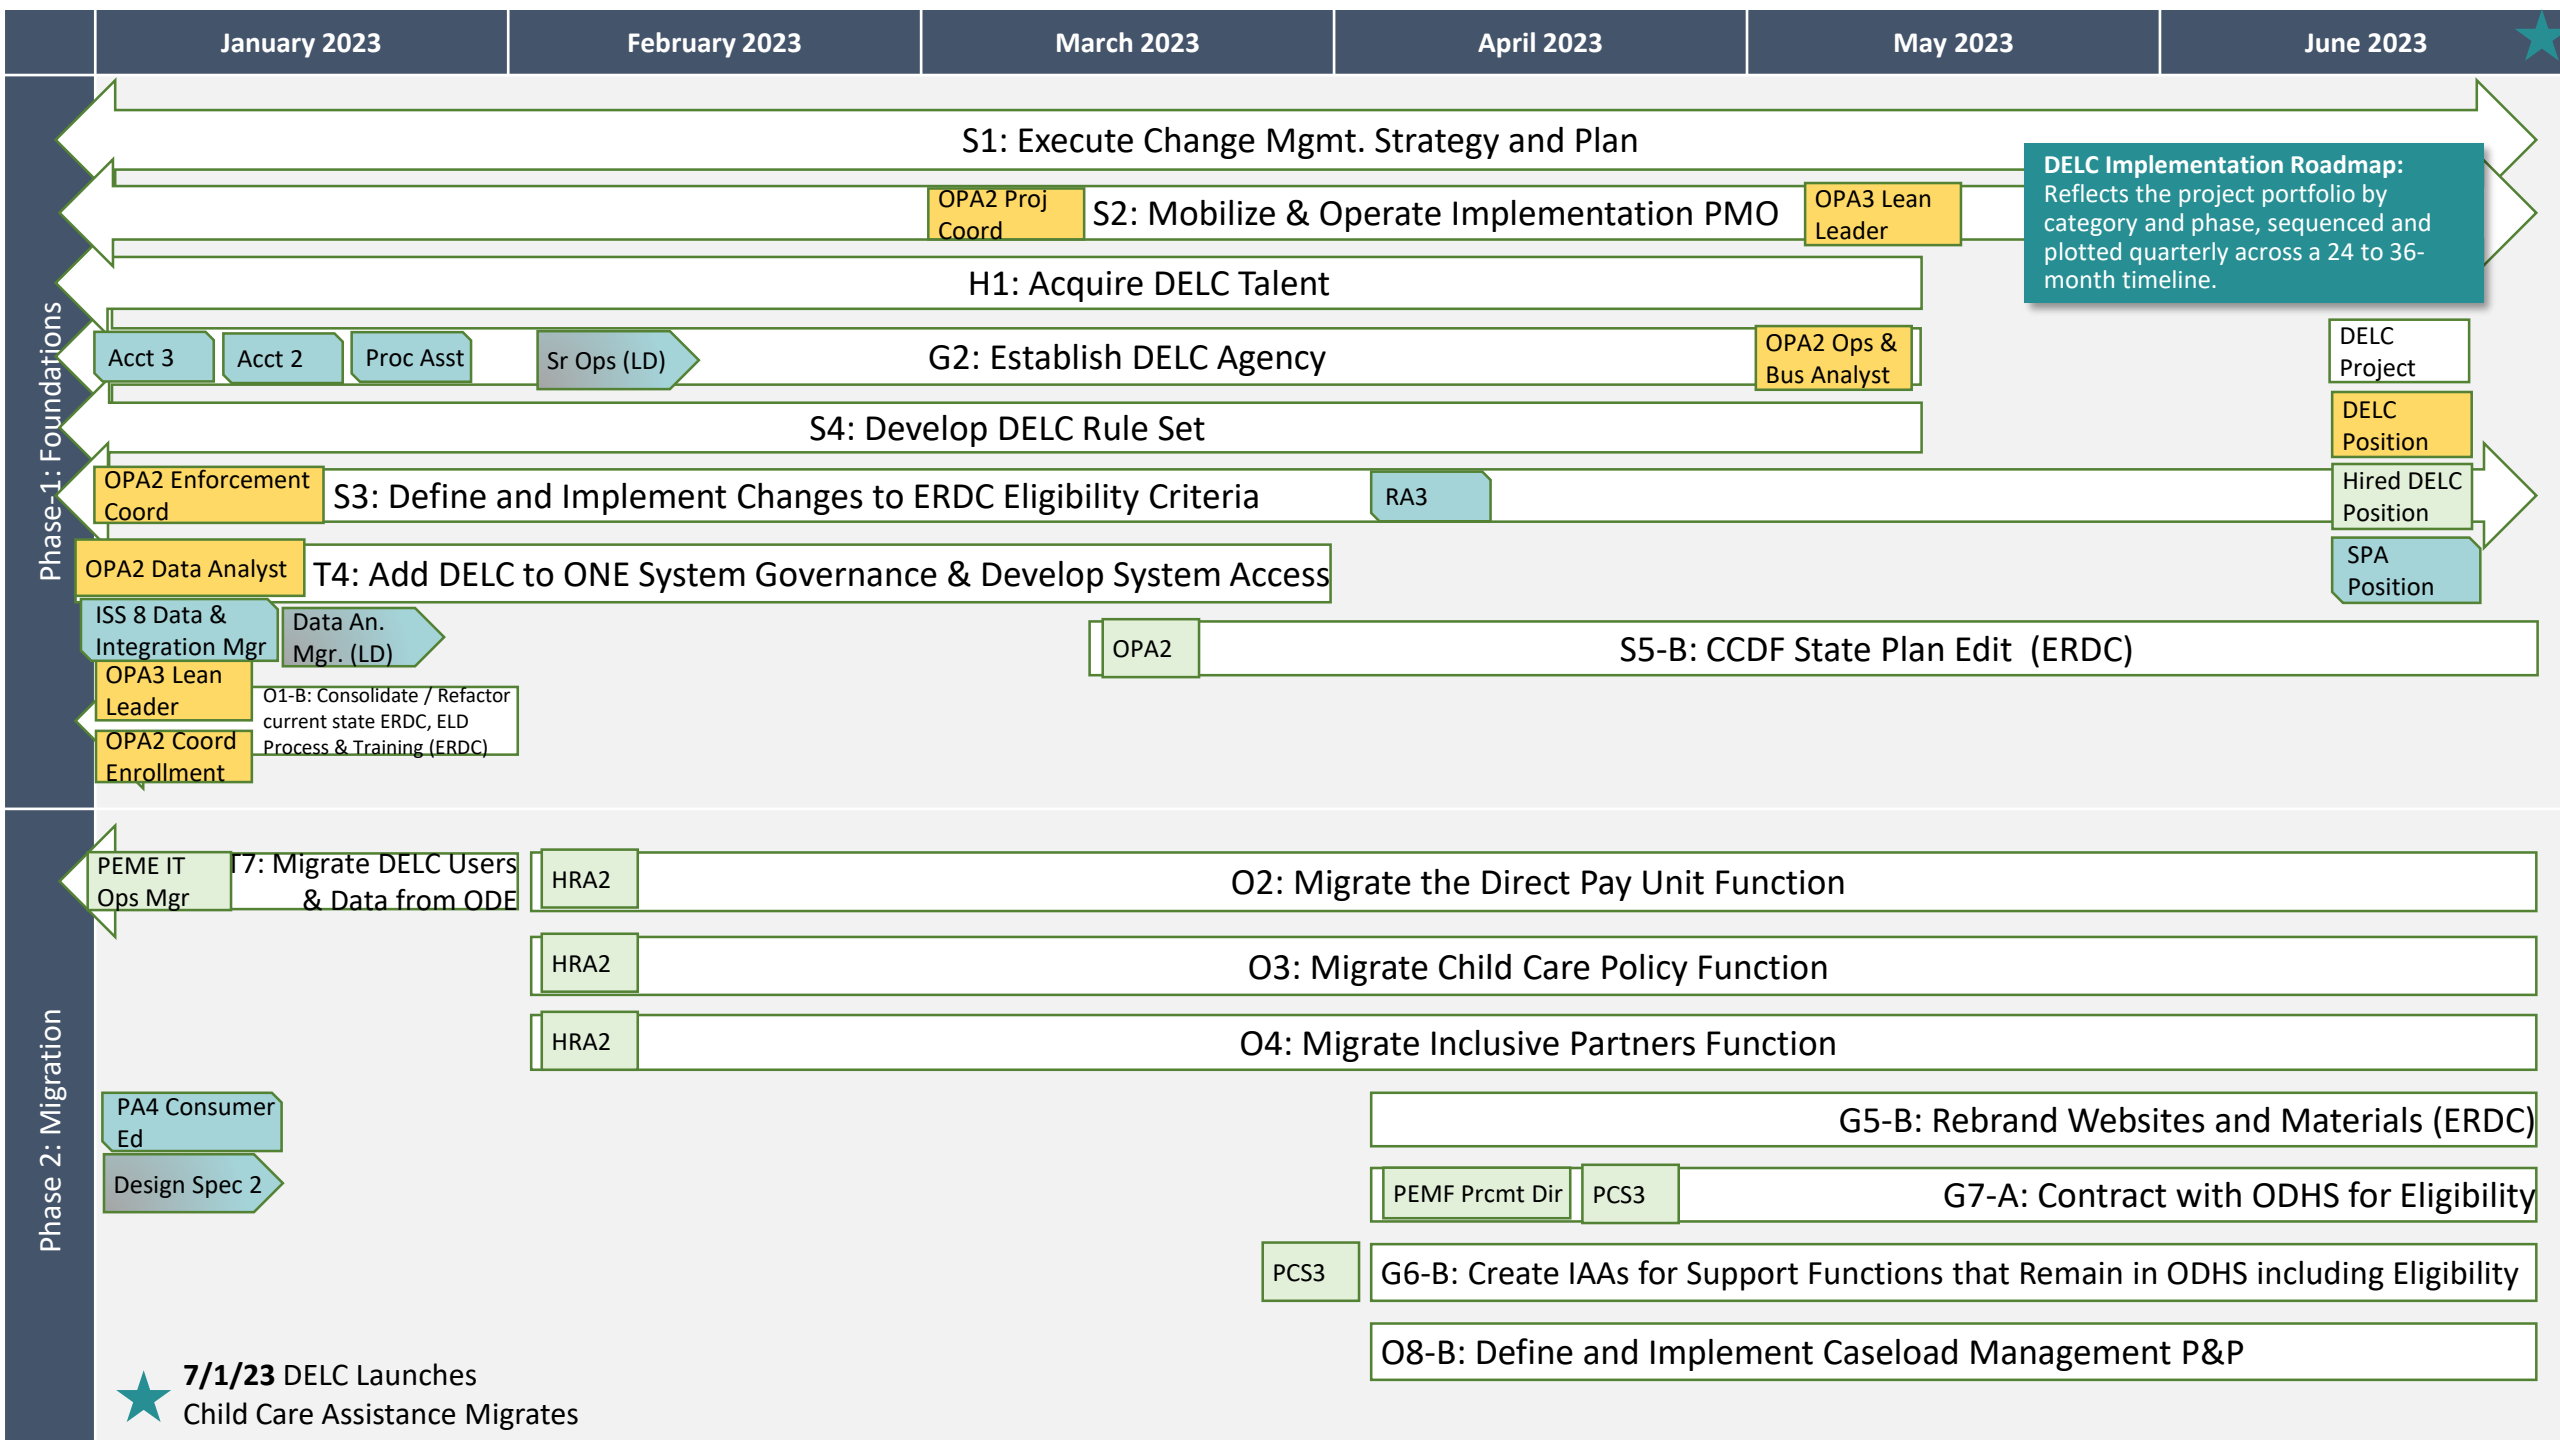 January 2023
February 2023
March 2023
April 2023
May 2023
June 2023
Phase-1: Foundations
S1: Execute Change Mgmt. Strategy and Plan
DELC Implementation Roadmap:
Reflects the project portfolio by
category and phase, sequenced and
plotted quarterly across a 24 to 36-
month timeline.
OPA2 Proj
Coord
S2: Mobilize & Operate Implementation PMO
OPA3 Lean
Leader
H1: Acquire DELC Talent
Acct 3
Acct 2
Proc Asst
Sr Ops (LD)
G2: Establish DELC Agency
OPA2 Ops &
Bus Analyst
DELC
Project
S4: Develop DELC Rule Set
DELC
Position
OPA2 Enforcement
Coord
S3: Define and Implement Changes to ERDC Eligibility Criteria
RA3
Hired DELC
Position
OPA2 Data Analyst
T4: Add DELC to ONE System Governance & Develop System Access
SPA
Position
ISS 8 Data &
Integration Mgr
Data An.
Mgr. (LD)
OPA2
S5-B: CCDF State Plan Edit (ERDC)
OPA3 Lean
Leader
O1-B: Consolidate / Refactor
current state ERDC, ELD
Process & Training (ERDC)
OPA2 Coord
Enrollment
Phase 2: Migration
PEME IT
Ops Mgr
T7: Migrate DELC Users
& Data from ODE
HRA2
O2: Migrate the Direct Pay Unit Function
HRA2
O3: Migrate Child Care Policy Function
HRA2
O4: Migrate Inclusive Partners Function
PA4 Consumer
Ed
G5-B: Rebrand Websites and Materials (ERDC)
Design Spec 2
PEMF Prcmt Dir
PCS3
G7-A: Contract with ODHS for Eligibility
PCS3
G6-B: Create IAAs for Support Functions that Remain in ODHS including Eligibility
O8-B: Define and Implement Caseload Management P&P
7/1/23 DELC Launches
Child Care Assistance Migrates